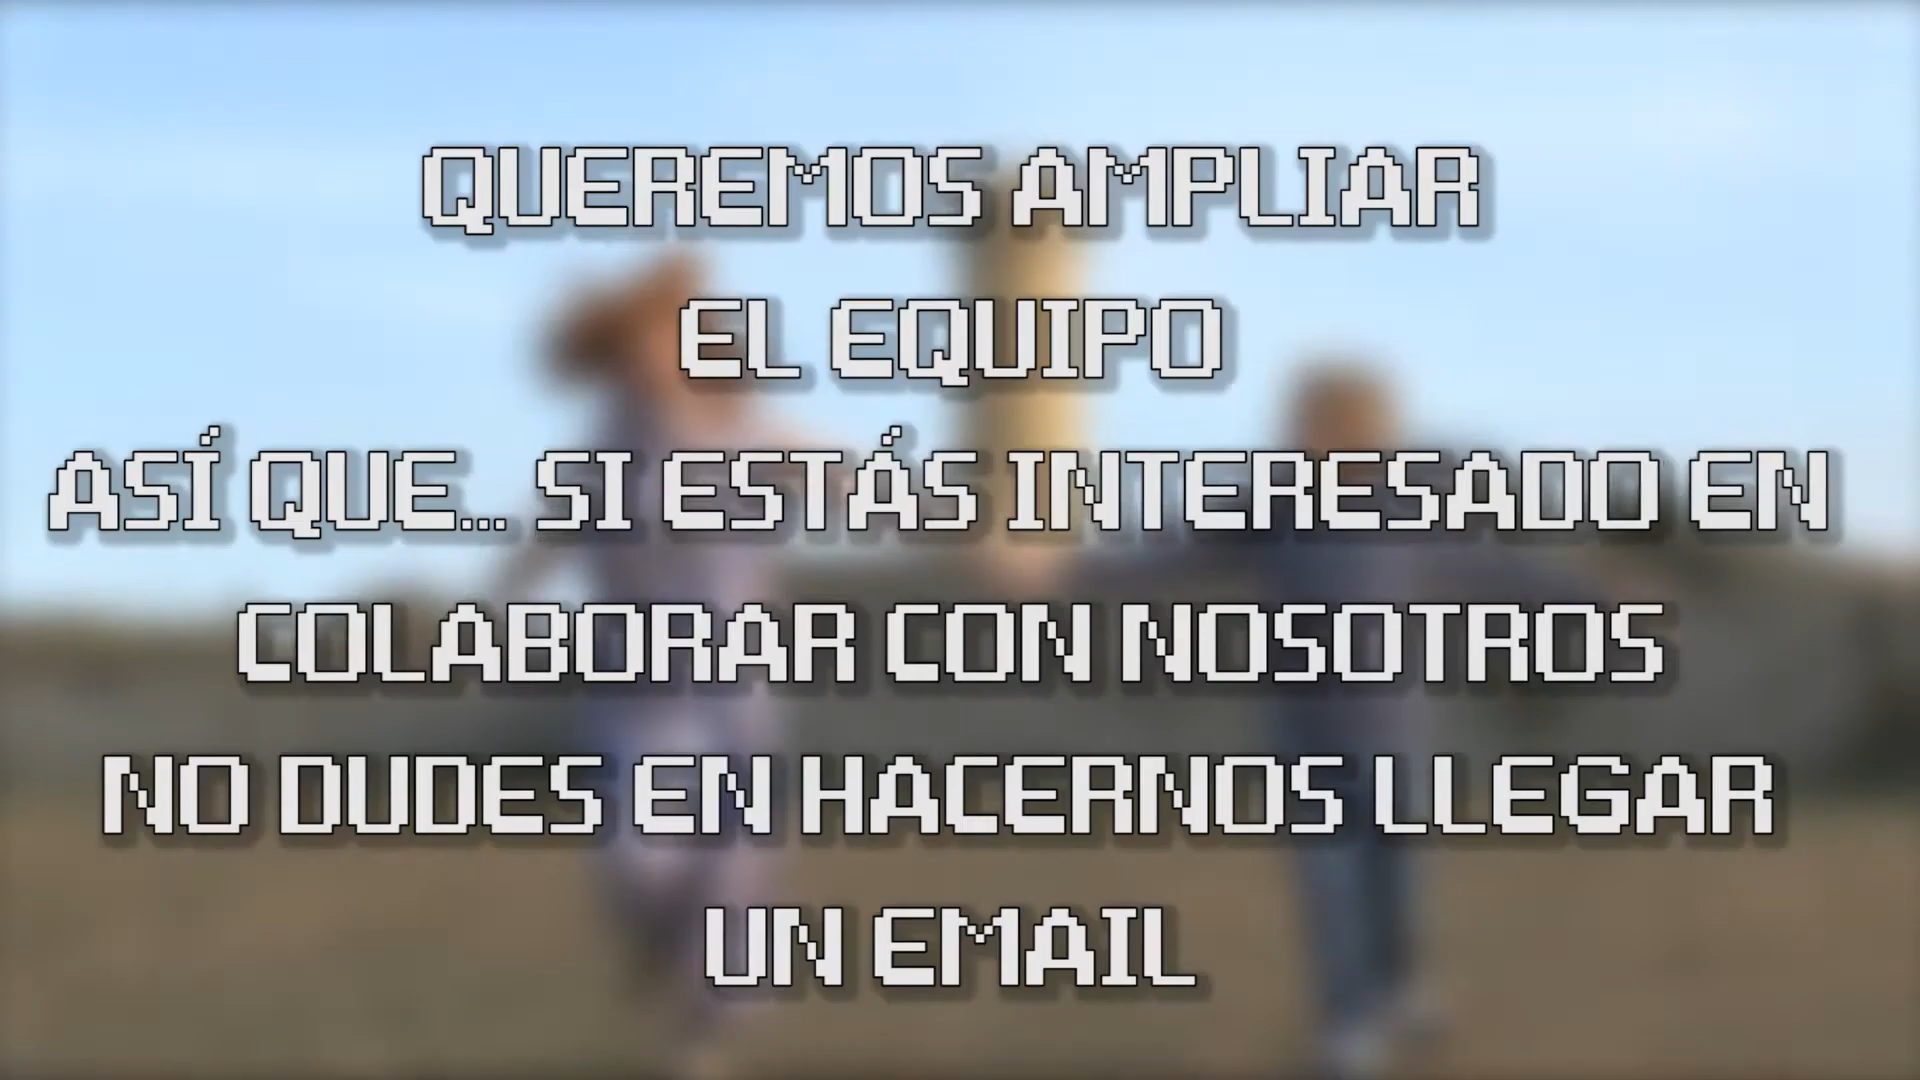 QUEREMOS AMPLIAR
EL EQUIPO
ASÍ QUE... SI ESTÁS INTERESADO EN
COLABORAR CON NOSOTROS
NO DUDES EN HACERNOS LLEGAR
UN EMAIL